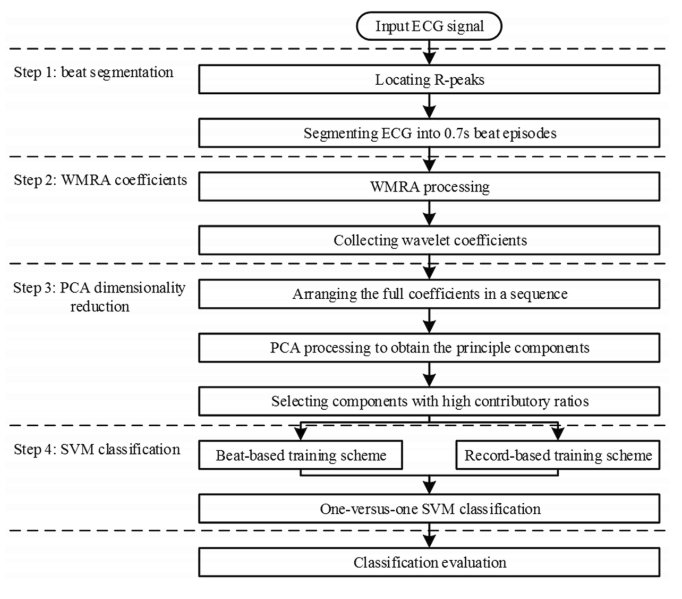 Input ECG signal
Step 1: beat segmentation
Locating R-peaks
Segmenting ECG into 0.7s beat episodes
Step 2: WMRA coefficients
WMRA processing
Collecting wavelet coefficients
Step 3: PCA dimensionality
reduction
Arranging the full coefficients in a sequence
PCA processing to obtain the principle components
Selecting components with high contributory ratios
Step 4: SVM classification
Beat-based training scheme
Record-based training scheme
One-versus-one SVM classification
Classification evaluation